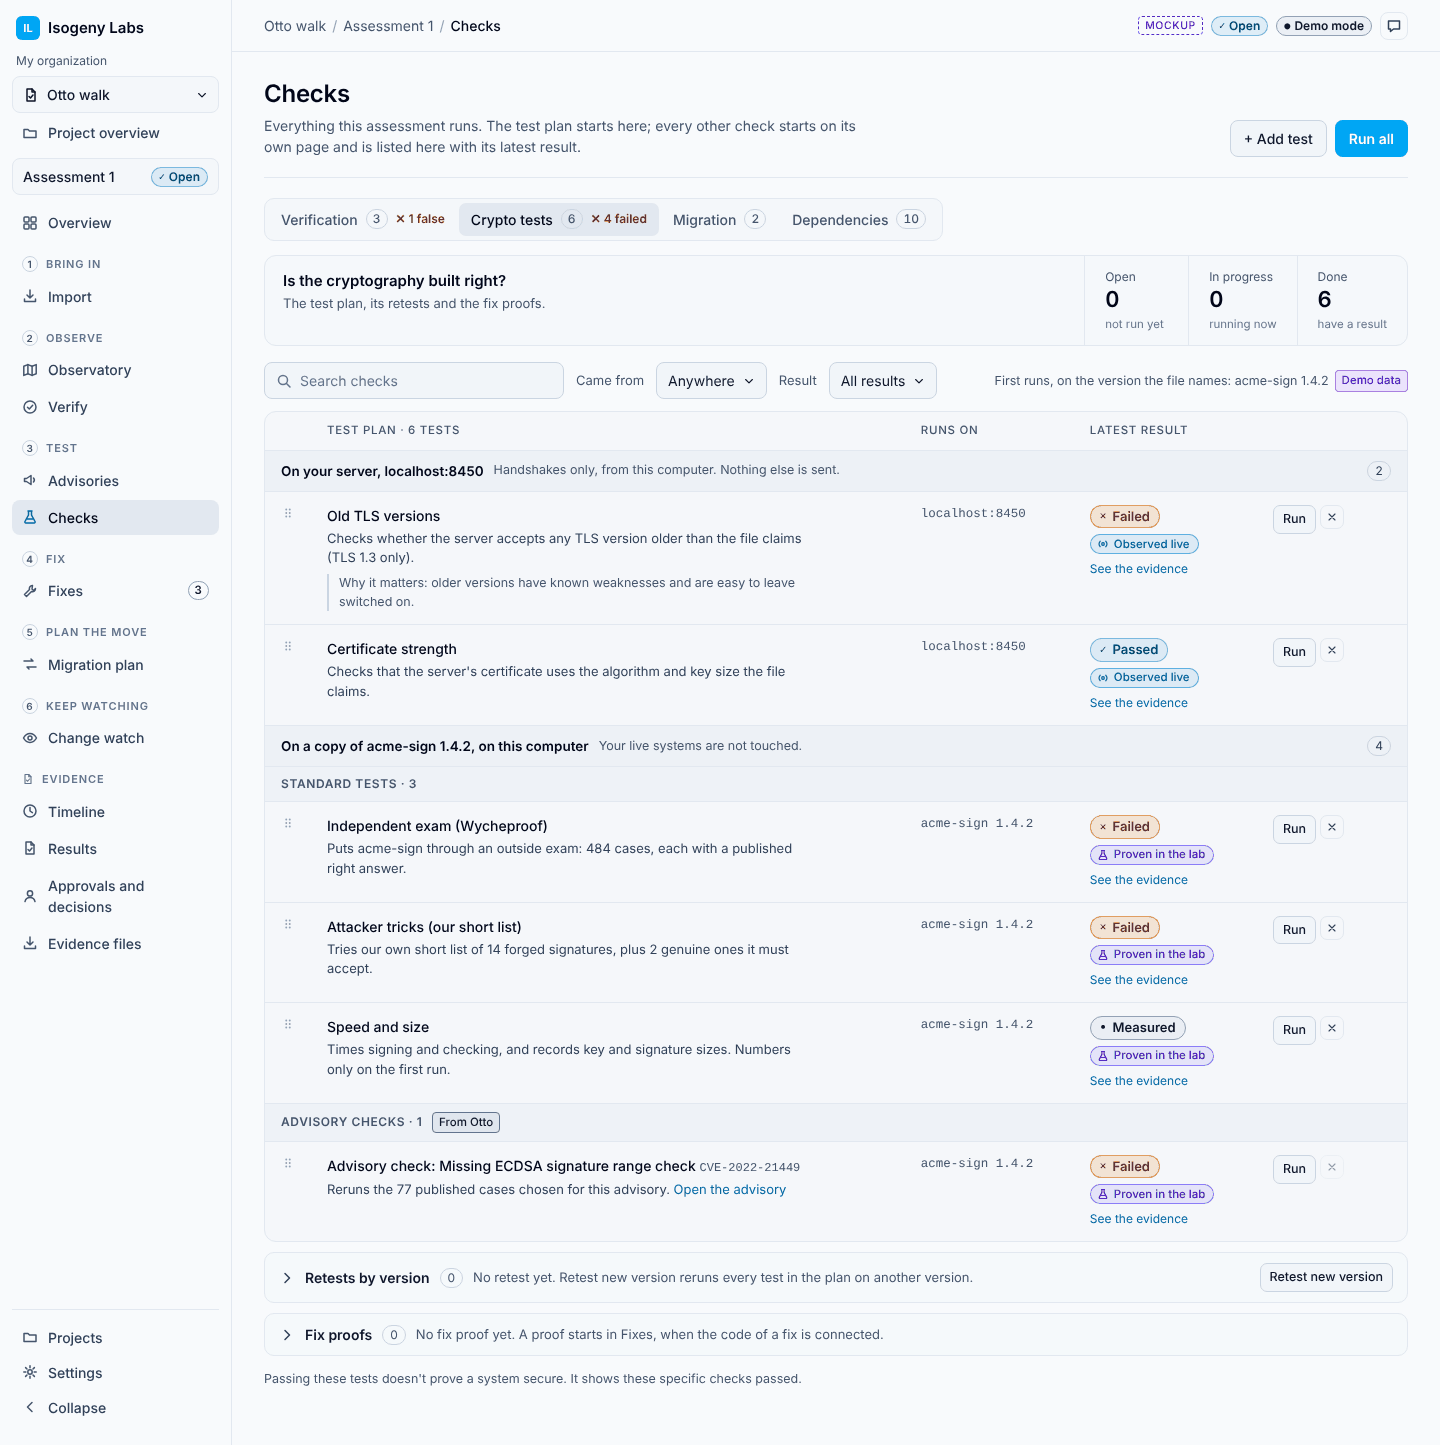 IL Isogeny Labs
My organization
Otto walk
Project overview
Assessment 1 ✓ Open
Overview
1 BRING IN
Import
2 OBSERVE
Observatory
Verify
3 TEST
Advisories
Checks
4 FIX
Fixes 3
5 PLAN THE MOVE
Migration plan
6 KEEP WATCHING
Change watch
EVIDENCE
Timeline
Results
Approvals and
decisions
Evidence files
Projects
Settings
Collapse
Otto walk / Assessment 1 / Checks
MOCKUP ✓ Open • Demo mode
Checks
Everything this assessment runs. The test plan starts here; every other check starts on its
own page and is listed here with its latest result.
+ Add test Run all
Verification 3 ✕ 1 false Crypto tests 6 ✕ 4 failed Migration 2 Dependencies 10
Is the cryptography built right?
The test plan, its retests and the fix proofs.
Open
0
not run yet
In progress
0
running now
Done
6
have a result
Search checks Came from Anywhere Result All results First runs, on the version the file names: acme-sign 1.4.2 Demo data
TEST PLAN · 6 TESTS RUNS ON LATEST RESULT
On your server, localhost:8450 Handshakes only, from this computer. Nothing else is sent. 2
Old TLS versions localhost:8450 ✕ Failed Run ✕
Checks whether the server accepts any TLS version older than the file claims
(TLS 1.3 only).
Observed live
See the evidence
Why it matters: older versions have known weaknesses and are easy to leave
switched on.
Certificate strength localhost:8450 ✓ Passed Run ✕
Checks that the server's certificate uses the algorithm and key size the file
claims.
Observed live
See the evidence
On a copy of acme-sign 1.4.2, on this computer Your live systems are not touched. 4
STANDARD TESTS · 3
Independent exam (Wycheproof) acme-sign 1.4.2 ✕ Failed Run ✕
Puts acme-sign through an outside exam: 484 cases, each with a published
right answer.
Proven in the lab
See the evidence
Attacker tricks (our short list) acme-sign 1.4.2 ✕ Failed Run ✕
Tries our own short list of 14 forged signatures, plus 2 genuine ones it must
accept.
Proven in the lab
See the evidence
Speed and size acme-sign 1.4.2 • Measured Run ✕
Times signing and checking, and records key and signature sizes. Numbers
only on the first run.
Proven in the lab
See the evidence
ADVISORY CHECKS · 1 From Otto
Advisory check: Missing ECDSA signature range check CVE-2022-21449 acme-sign 1.4.2 ✕ Failed Run ✕
Reruns the 77 published cases chosen for this advisory. Open the advisory
Proven in the lab
See the evidence
Retests by version 0 No retest yet. Retest new version reruns every test in the plan on another version. Retest new version
Fix proofs 0 No fix proof yet. A proof starts in Fixes, when the code of a fix is connected.
Passing these tests doesn't prove a system secure. It shows these specific checks passed.